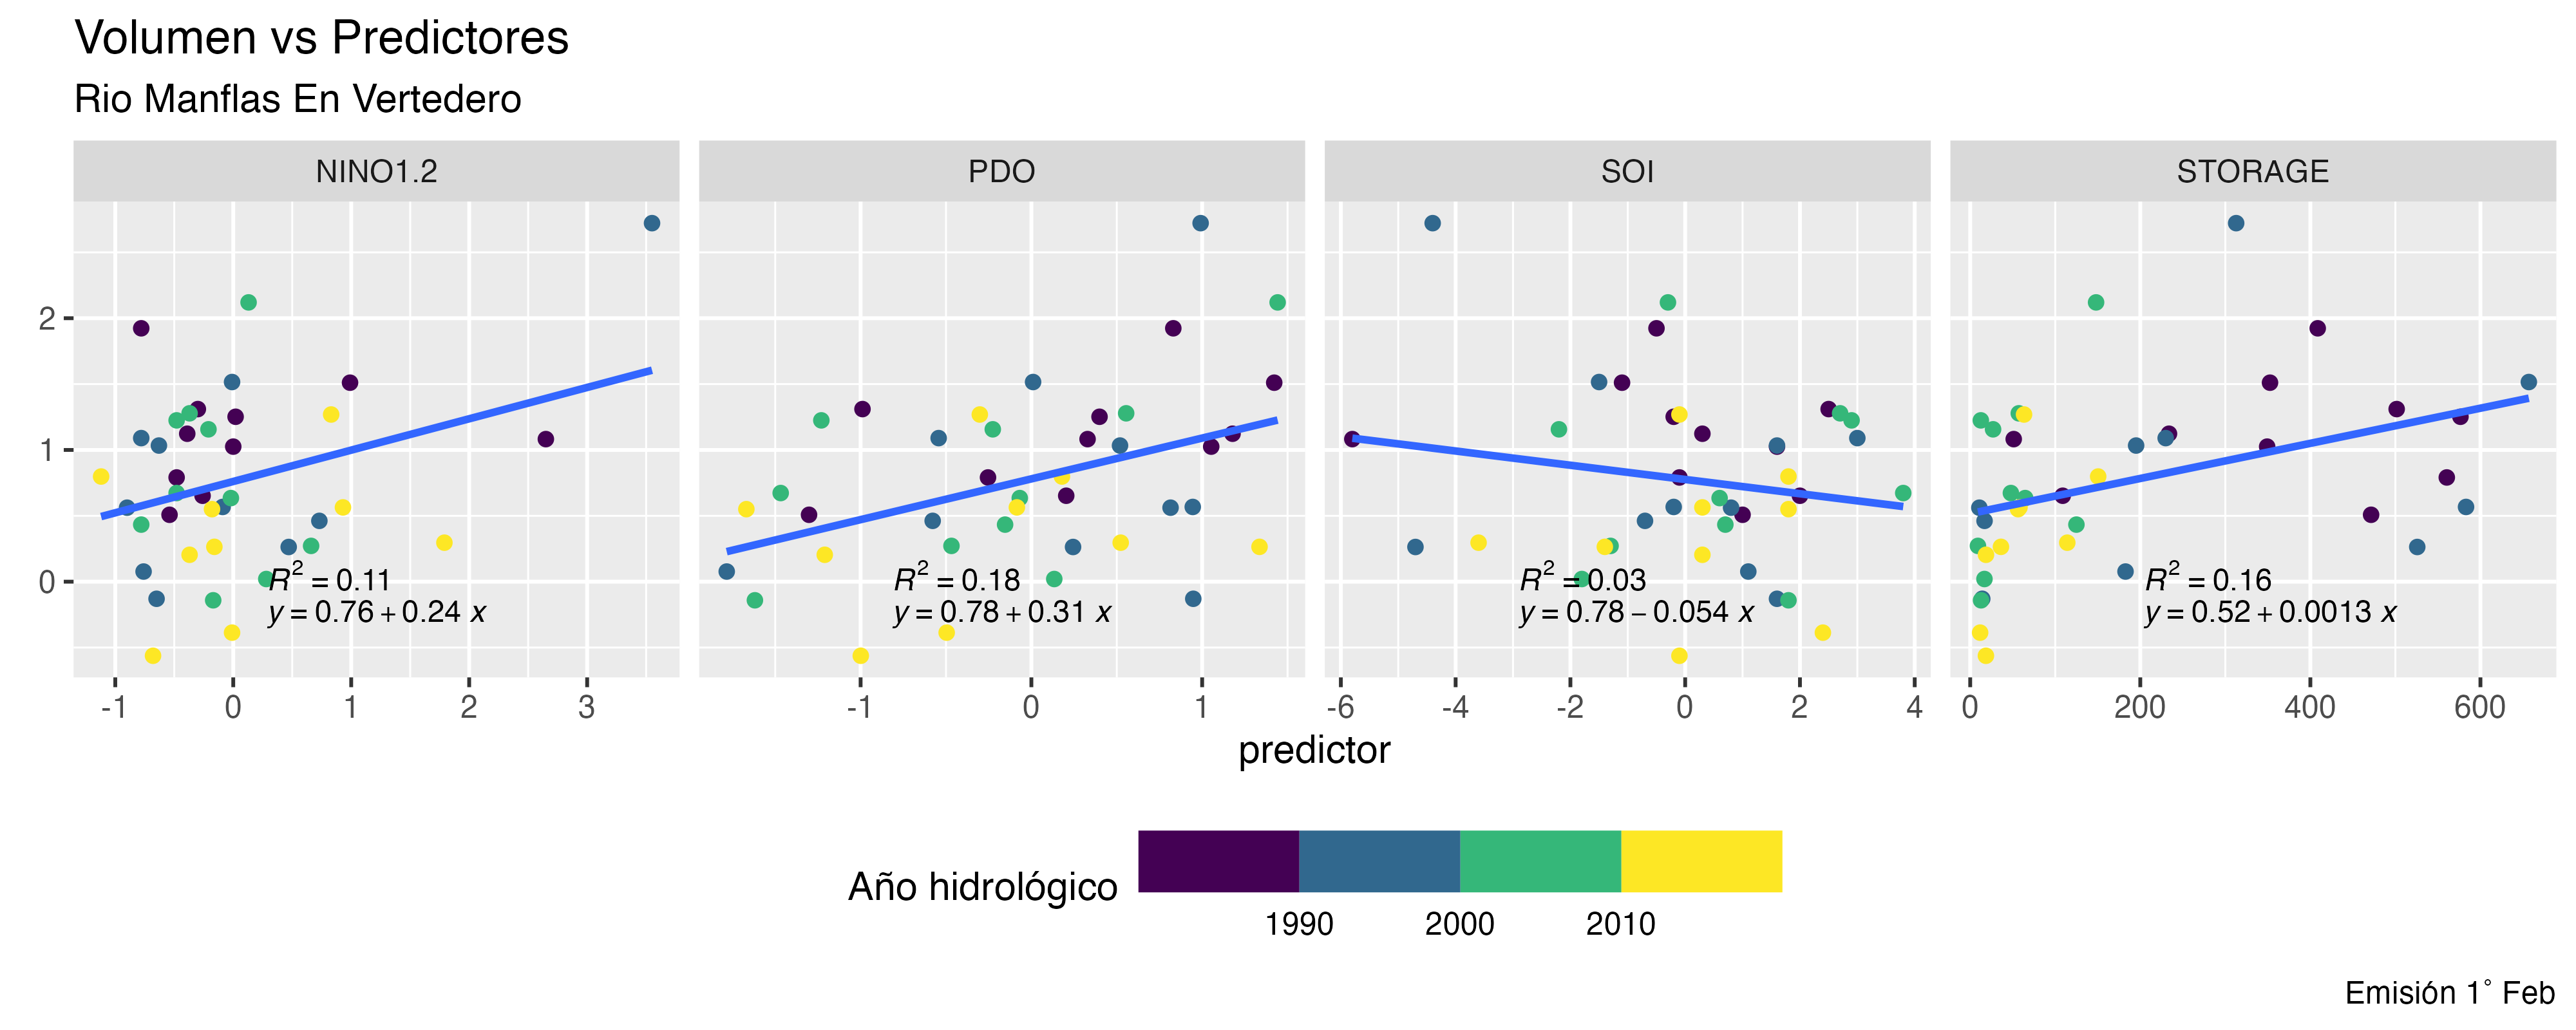 Volumen vs Predictores
Rio Manflas En Vertedero
NINO1.2 PDO SOI STORAGE
2
1
0
R² = 0.11
y = 0.76 + 0.24 x
R² = 0.18
y = 0.78 + 0.31 x
R² = 0.03
y = 0.78 − 0.054 x
R² = 0.16
y = 0.52 + 0.0013 x
-1 0 1 2 3 -1 0 1 -6 -4 -2 0 2 4 0 200 400 600
predictor
Año hidrológico
1990 2000 2010
Emisión 1° Feb